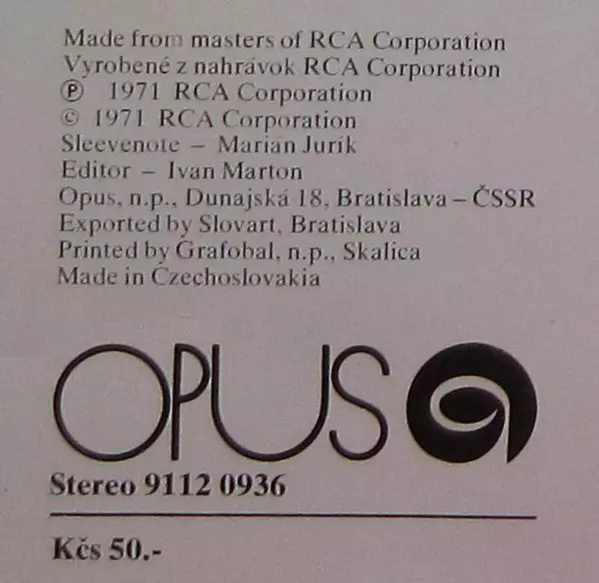 Made from masters of RCA Corporation
Vyrobené z nahrávok RCA Corporation
Ⓟ 1971 RCA Corporation
© 1971 RCA Corporation
Sleevenote – Marián Jurík
Editor – Ivan Marton
Opus, n.p., Dunajská 18, Bratislava – ČSSR
Exported by Slovart, Bratislava
Printed by Grafobal, n.p., Skalica
Made in Czechoslovakia
OPUS
Stereo 9112 0936
Kčs 50.-